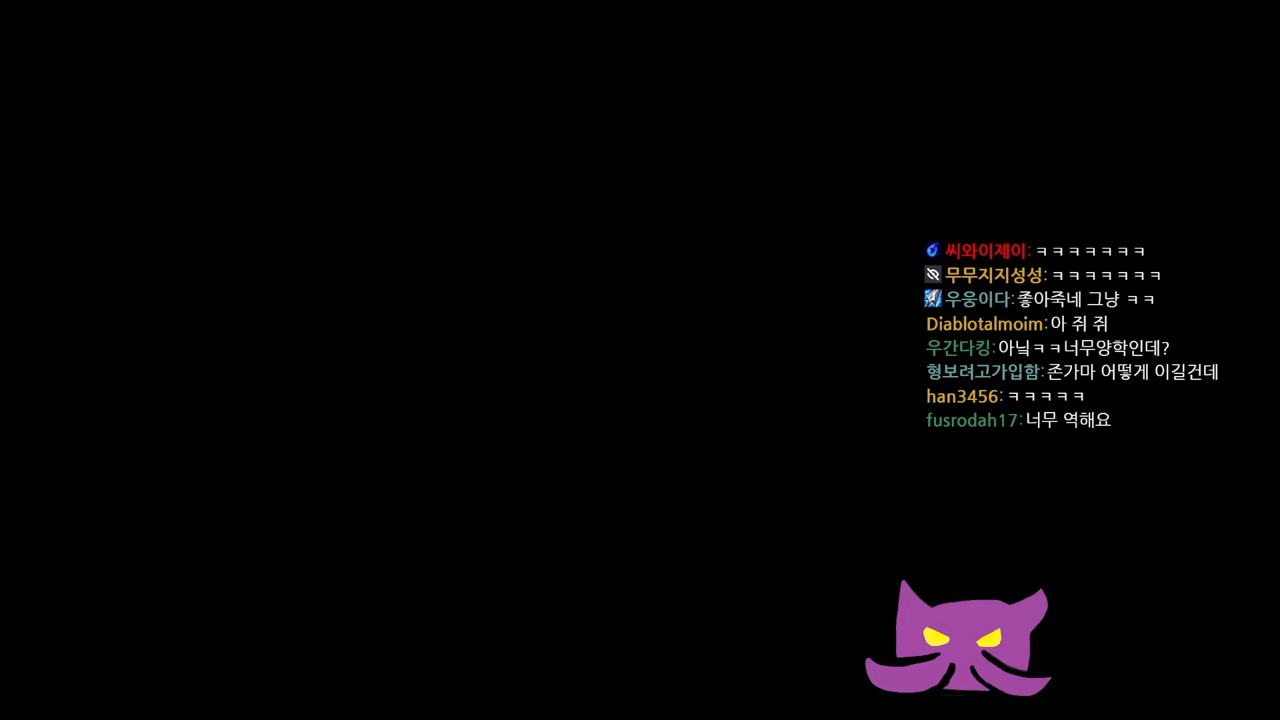 씨와이제이: ㅋㅋㅋㅋㅋㅋㅋ
무무지지성성: ㅋㅋㅋㅋㅋㅋㅋ
우웅이다: 좋아죽네 그냥 ㅋㅋ
Diablotalmoim: 아 쥐 쥐
우간다킹: 아닠ㅋㅋ너무양학인데?
형보려고가입함: 존가마 어떻게 이길건데
han3456: ㅋㅋㅋㅋㅋ
fusrodah17: 너무 역해요